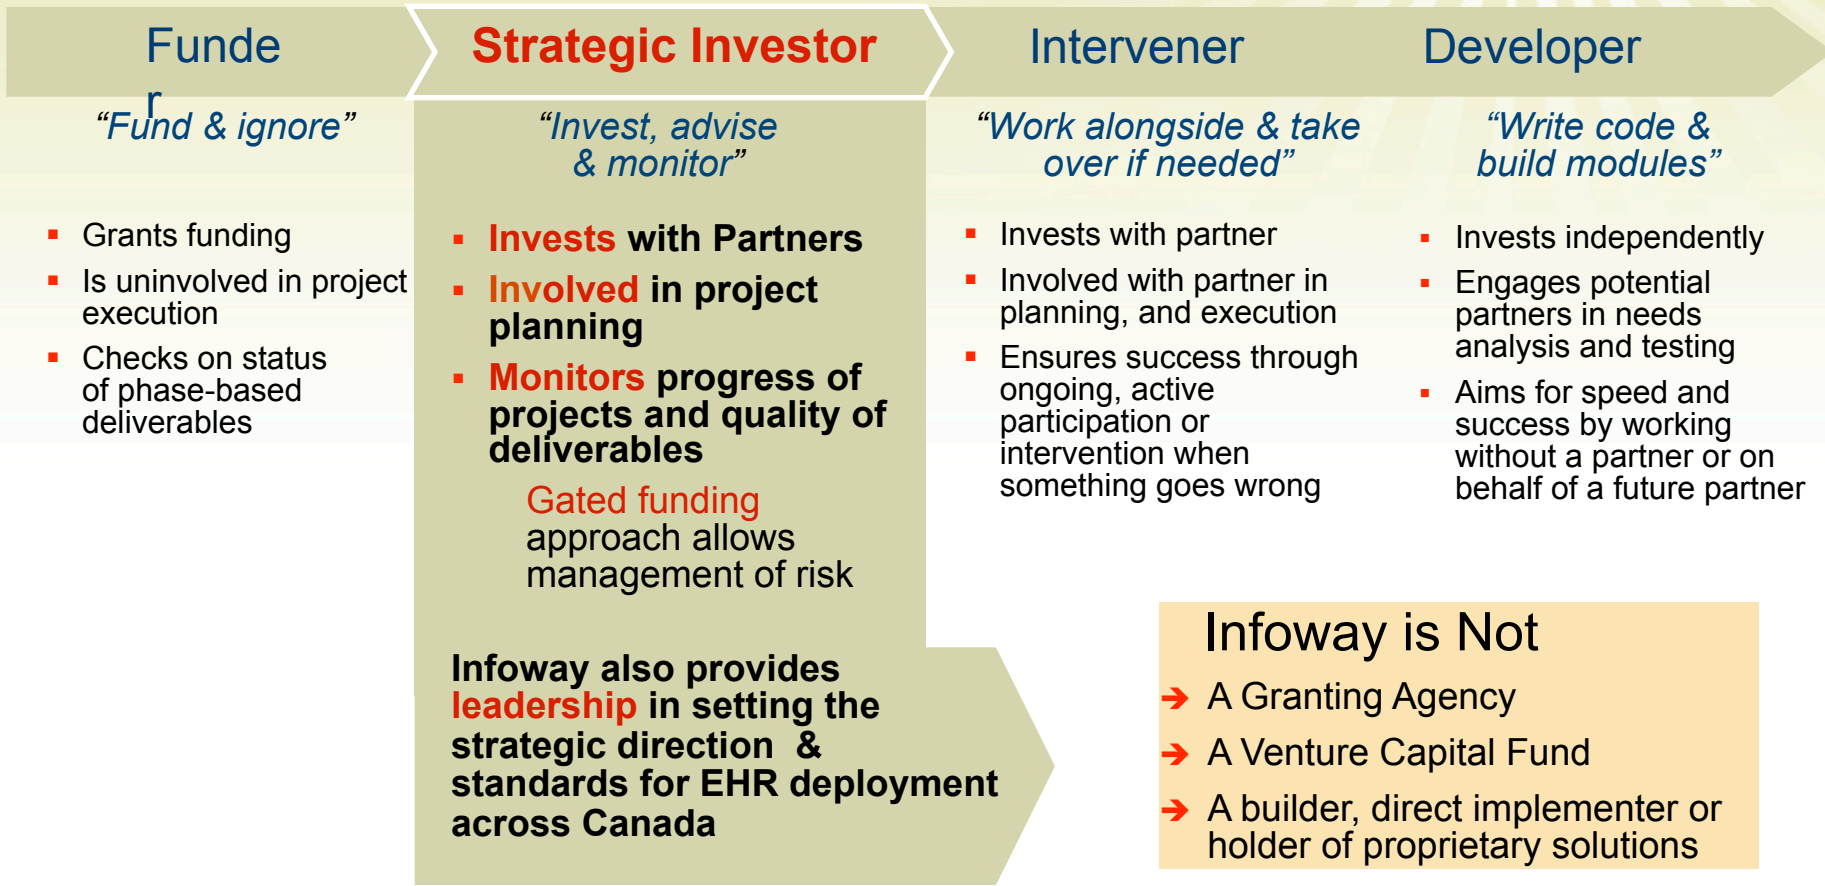 Funde
r
“Fund & ignore”
▪ Grants funding
▪ Is uninvolved in project
execution
▪ Checks on status
of phase-based
deliverables
Strategic Investor
“Invest, advise
& monitor”
▪ Invests with Partners
▪ Involved in project
planning
▪ Monitors progress of
projects and quality of
deliverables
Gated funding
approach allows
management of risk
Infoway also provides
leadership in setting the
strategic direction &
standards for EHR deployment
across Canada
Intervener
“Work alongside & take
over if needed”
▪ Invests with partner
▪ Involved with partner in
planning, and execution
▪ Ensures success through
ongoing, active
participation or
intervention when
something goes wrong
Developer
“Write code &
build modules”
▪ Invests independently
▪ Engages potential
partners in needs
analysis and testing
▪ Aims for speed and
success by working
without a partner or on
behalf of a future partner
Infoway is Not
➔ A Granting Agency
➔ A Venture Capital Fund
➔ A builder, direct implementer or
holder of proprietary solutions